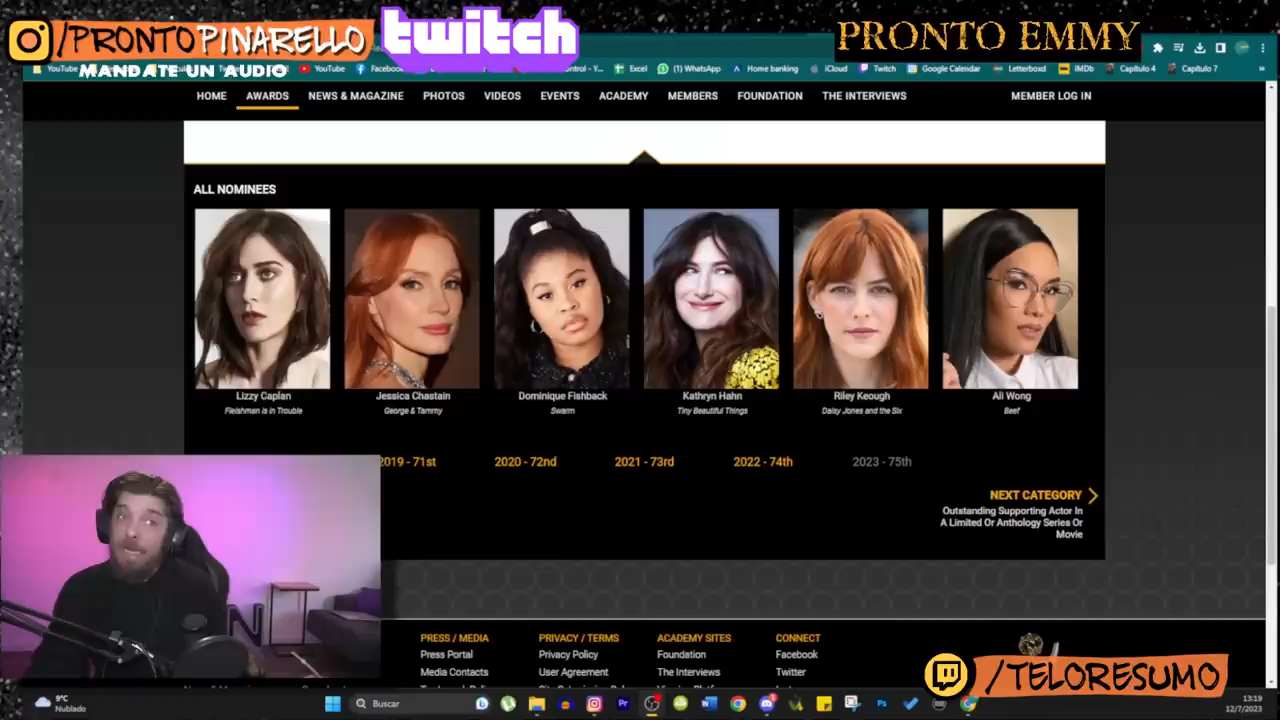 /PRONTOPINARELLO
MANDATE UN AUDIO
twitch
PRONTO EMMY
YouTube
YouTube
Facebook
Excel
(1) WhatsApp
Home banking
iCloud
Twitch
Google Calendar
Letterboxd
IMDb
Capítulo 4
Capítulo 7
»
HOME
AWARDS
NEWS & MAGAZINE
PHOTOS
VIDEOS
EVENTS
ACADEMY
MEMBERS
FOUNDATION
THE INTERVIEWS
MEMBER LOG IN
ALL NOMINEES
Lizzy Caplan
Fleishman is in Trouble
Jessica Chastain
George & Tammy
Dominique Fishback
Swarm
Kathryn Hahn
Tiny Beautiful Things
Riley Keough
Daisy Jones and the Six
Ali Wong
Beef
2019 - 71st
2020 - 72nd
2021 - 73rd
2022 - 74th
2023 - 75th
NEXT CATEGORY
Outstanding Supporting Actor In
A Limited Or Anthology Series Or
Movie
PRESS / MEDIA
Press Portal
Media Contacts
PRIVACY / TERMS
Privacy Policy
User Agreement
ACADEMY SITES
Foundation
The Interviews
CONNECT
Facebook
Twitter
/TELORESUMO
9°C
Nublado
Buscar
13:19
12/7/2023